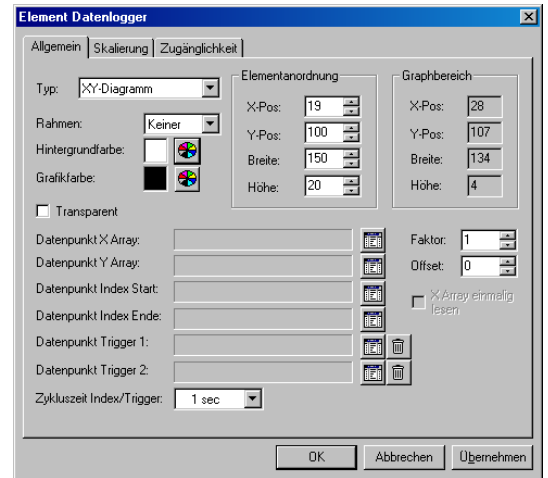 Element Datenlogger
Allgemein Skalierung Zugänglichkeit
Typ: XY-Diagramm
Rahmen: Keiner
Hintergrundfarbe:
Grafikfarbe:
Transparent
Elementanordnung
X-Pos: 19
Y-Pos: 100
Breite: 150
Höhe: 20
Graphbereich
X-Pos: 28
Y-Pos: 107
Breite: 134
Höhe: 4
Datenpunkt X Array:
Datenpunkt Y Array:
Datenpunkt Index Start:
Datenpunkt Index Ende:
Datenpunkt Trigger 1:
Datenpunkt Trigger 2:
Zykluszeit Index/Trigger: 1 sec
Faktor: 1
Offset: 0
X Array einmalig
lesen
OK Abbrechen Übernehmen